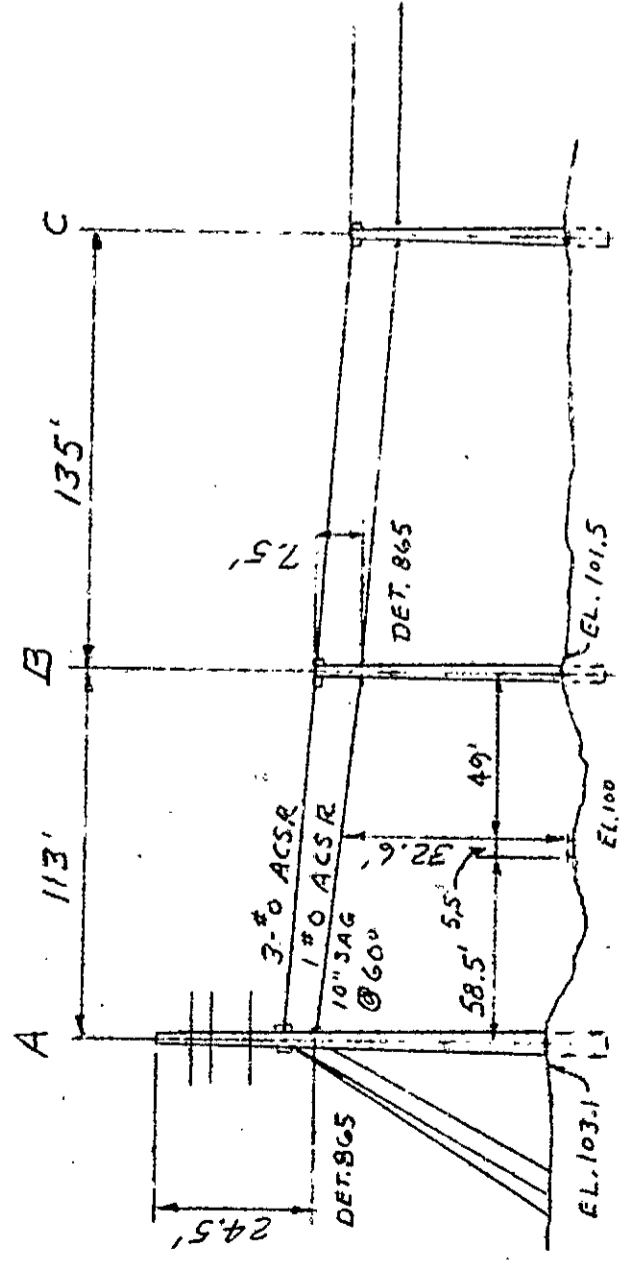 A
B
C
113'
135'
24.5'
3-#0 ACSR
1#0 ACSR
10" SAG
@60°
7.5'
DET.865
DET. 865
32.6'
58.5'
5.5'
49'
EL.103.1
EL.100
EL.101.5